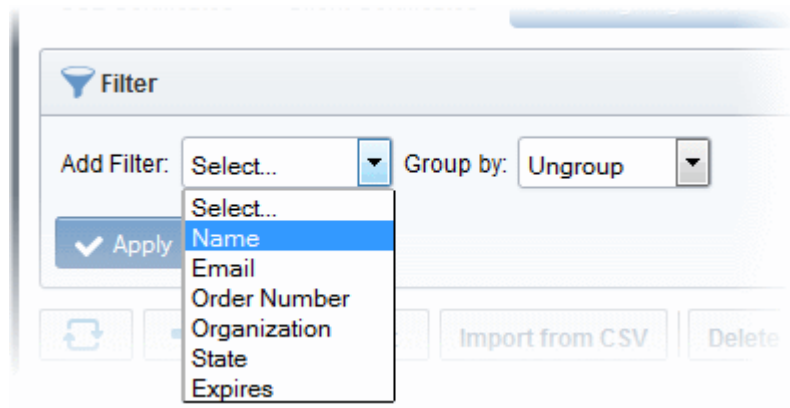 Filter
Add Filter: Select... Group by: Ungroup
Select...
Name
Apply
Email
Order Number
Organization
Import from CSV Delete
State
Expires